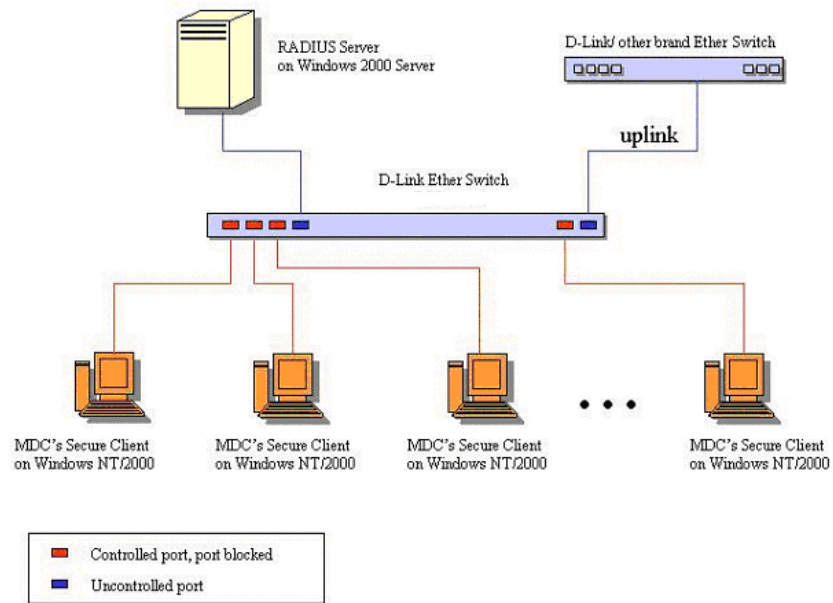 RADIUS Server
on Windows 2000 Server
D-Link/ other brand Ether Switch
uplink
D-Link Ether Switch
MDC's Secure Client
on Windows NT/2000
MDC's Secure Client
on Windows NT/2000
MDC's Secure Client
on Windows NT/2000
MDC's Secure Client
on Windows NT/2000
Controlled port, port blocked
Uncontrolled port